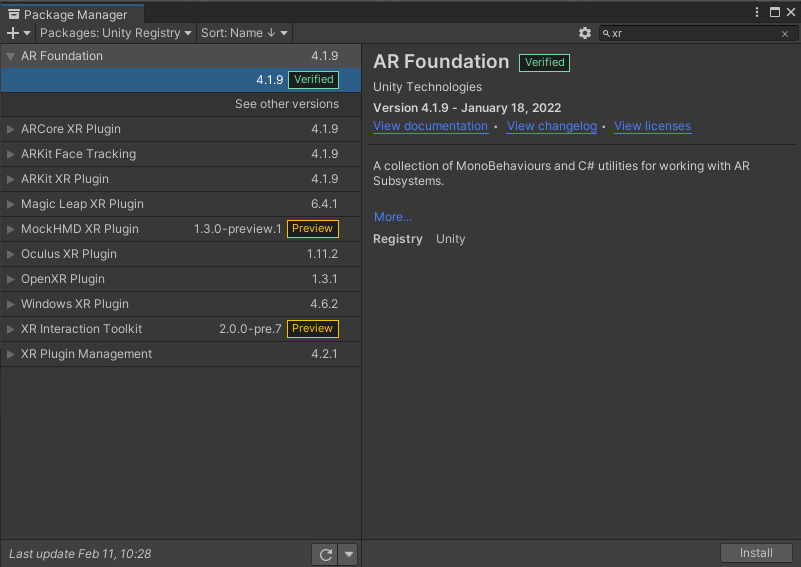 Package Manager
Packages: Unity Registry
Sort: Name ↓
xr
AR Foundation 4.1.9
4.1.9 Verified
See other versions
ARCore XR Plugin 4.1.9
ARKit Face Tracking 4.1.9
ARKit XR Plugin 4.1.9
Magic Leap XR Plugin 6.4.1
MockHMD XR Plugin 1.3.0-preview.1 Preview
Oculus XR Plugin 1.11.2
OpenXR Plugin 1.3.1
Windows XR Plugin 4.6.2
XR Interaction Toolkit 2.0.0-pre.7 Preview
XR Plugin Management 4.2.1
Last update Feb 11, 10:28
AR Foundation Verified
Unity Technologies
Version 4.1.9 - January 18, 2022
View documentation • View changelog • View licenses
A collection of MonoBehaviours and C# utilities for working with AR
Subsystems.
More...
Registry Unity
Install